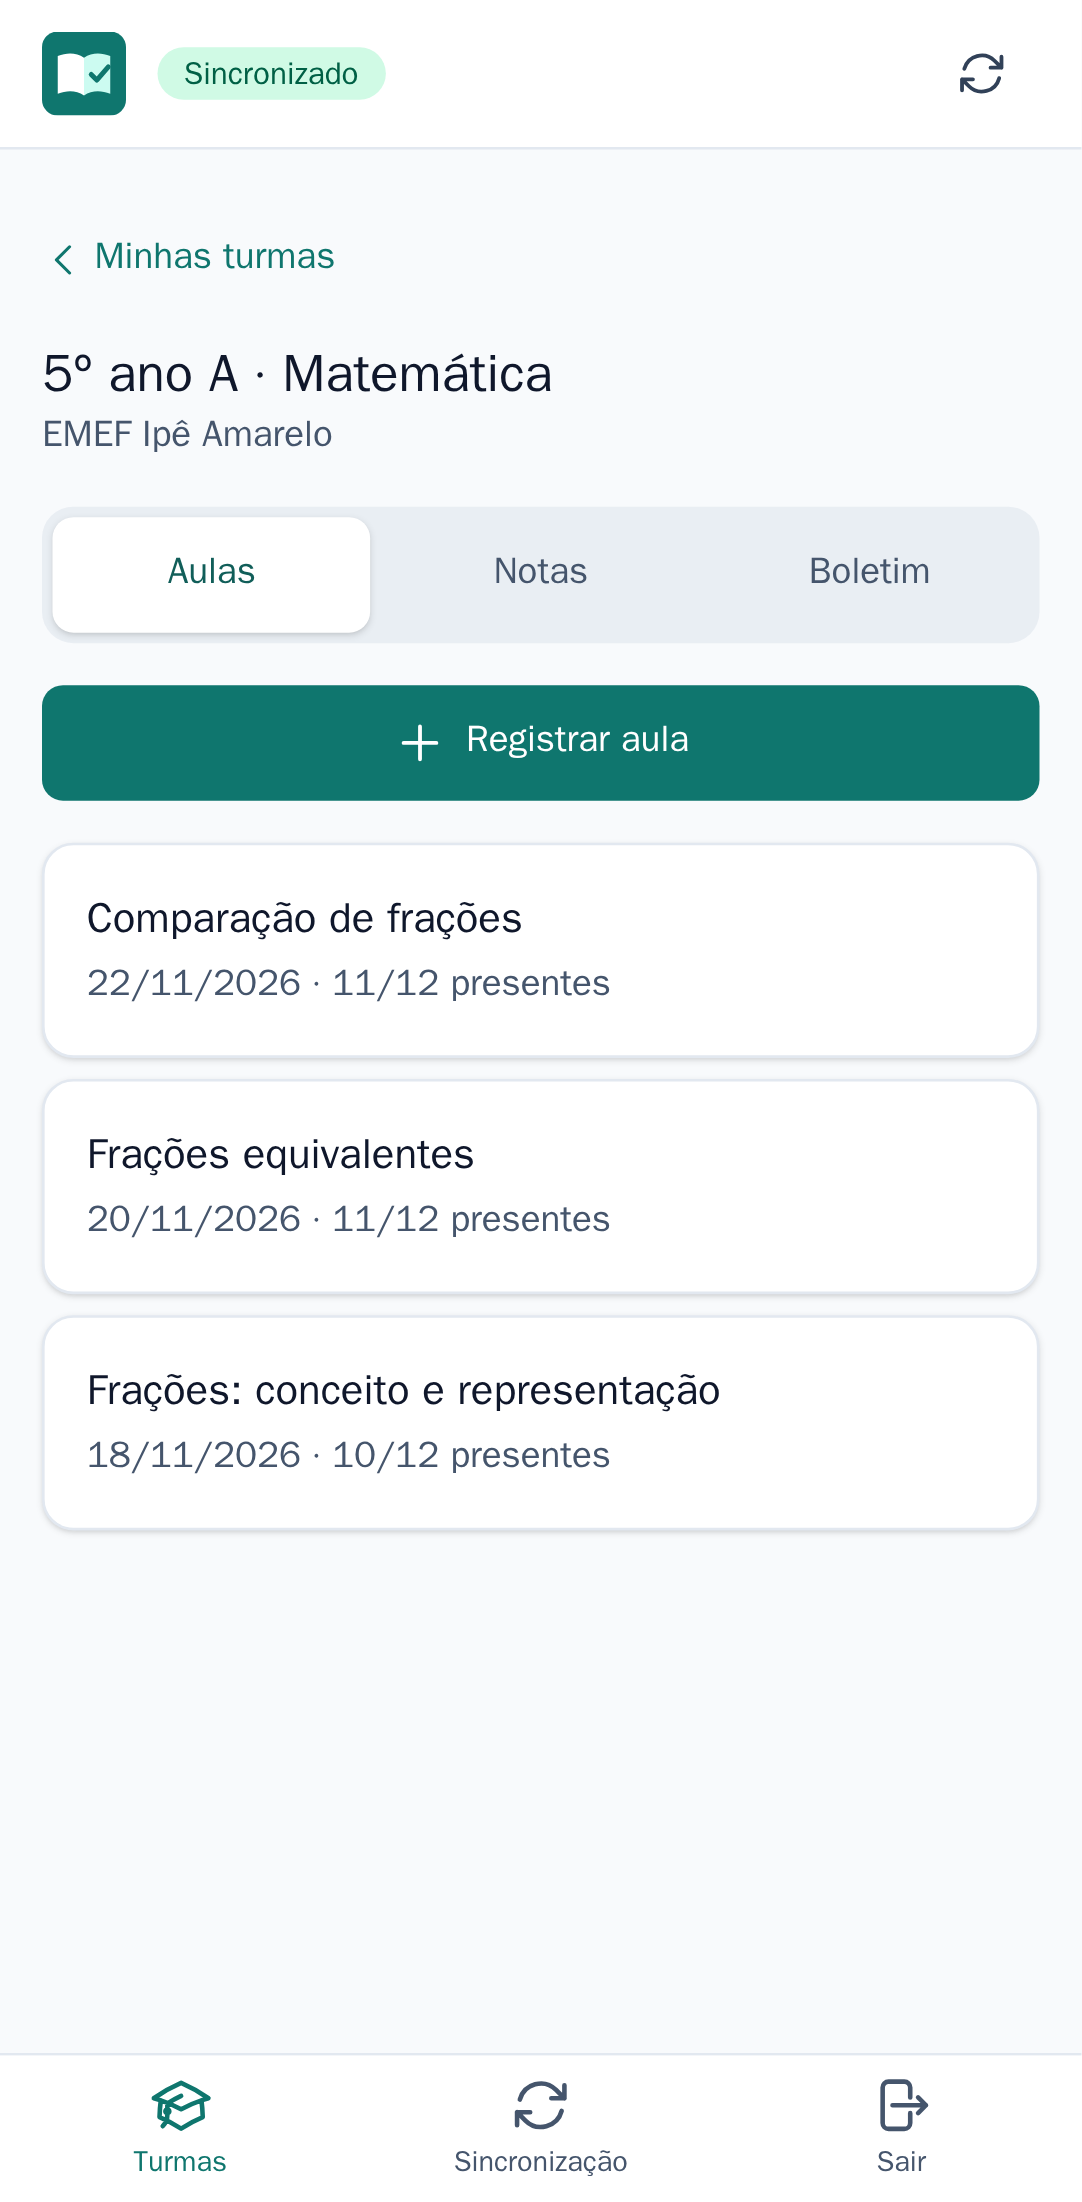 Sincronizado
Minhas turmas
5º ano A · Matemática
EMEF Ipê Amarelo
Aulas Notas Boletim
Registrar aula
Comparação de frações
22/11/2026 · 11/12 presentes
Frações equivalentes
20/11/2026 · 11/12 presentes
Frações: conceito e representação
18/11/2026 · 10/12 presentes
Turmas Sincronização Sair